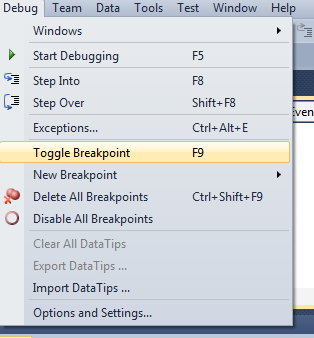 Debug Team Data Tools Test Window Help
Windows
Start Debugging F5
Step Into F8
Step Over Shift+F8
Exceptions... Ctrl+Alt+E
Toggle Breakpoint F9
New Breakpoint
Delete All Breakpoints Ctrl+Shift+F9
Disable All Breakpoints
Clear All DataTips
Export DataTips ...
Import DataTips ...
Options and Settings...